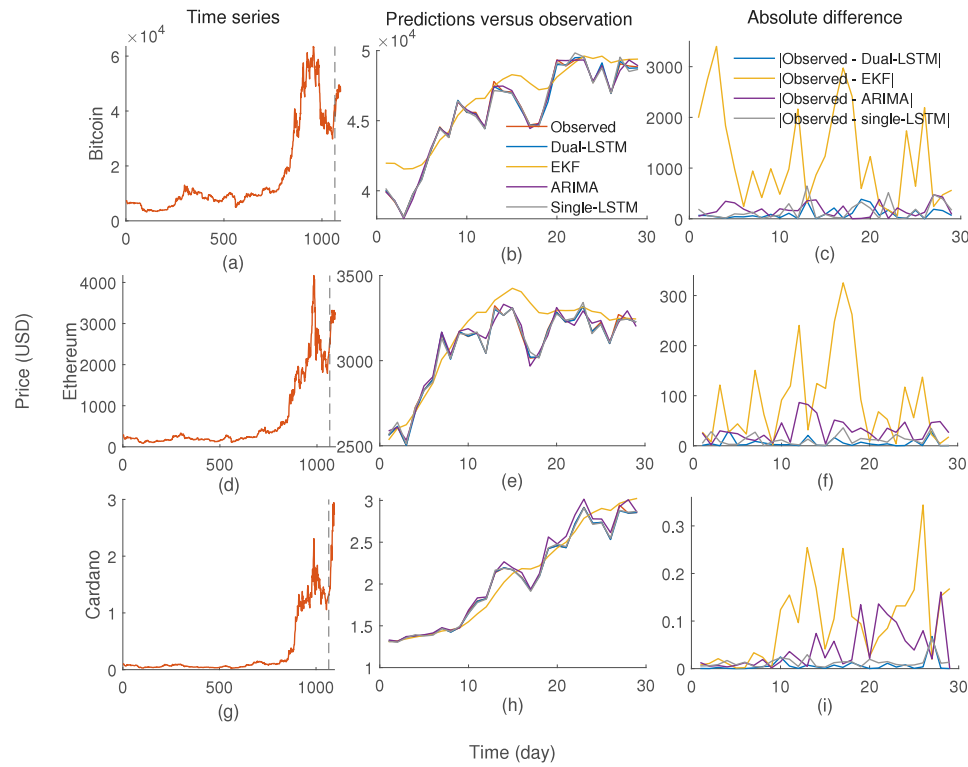 Time series
Predictions versus observation
Absolute difference
Price (USD)
Bitcoin
×10^4
6
4
2
0
0
500
1000
(a)
×10^4
5
4.5
4
0
10
20
30
(b)
Observed
Dual-LSTM
EKF
ARIMA
Single-LSTM
3000
2000
1000
0
0
10
20
30
(c)
|Observed - Dual-LSTM|
|Observed - EKF|
|Observed - ARIMA|
|Observed - single-LSTM|
Ethereum
4000
3000
2000
1000
0
0
500
1000
(d)
3500
3000
2500
0
10
20
30
(e)
300
200
100
0
0
10
20
30
(f)
Cardano
3
2
1
0
0
500
1000
(g)
3
2.5
2
1.5
1
0
10
20
30
(h)
0.3
0.2
0.1
0
0
10
20
30
(i)
Time (day)